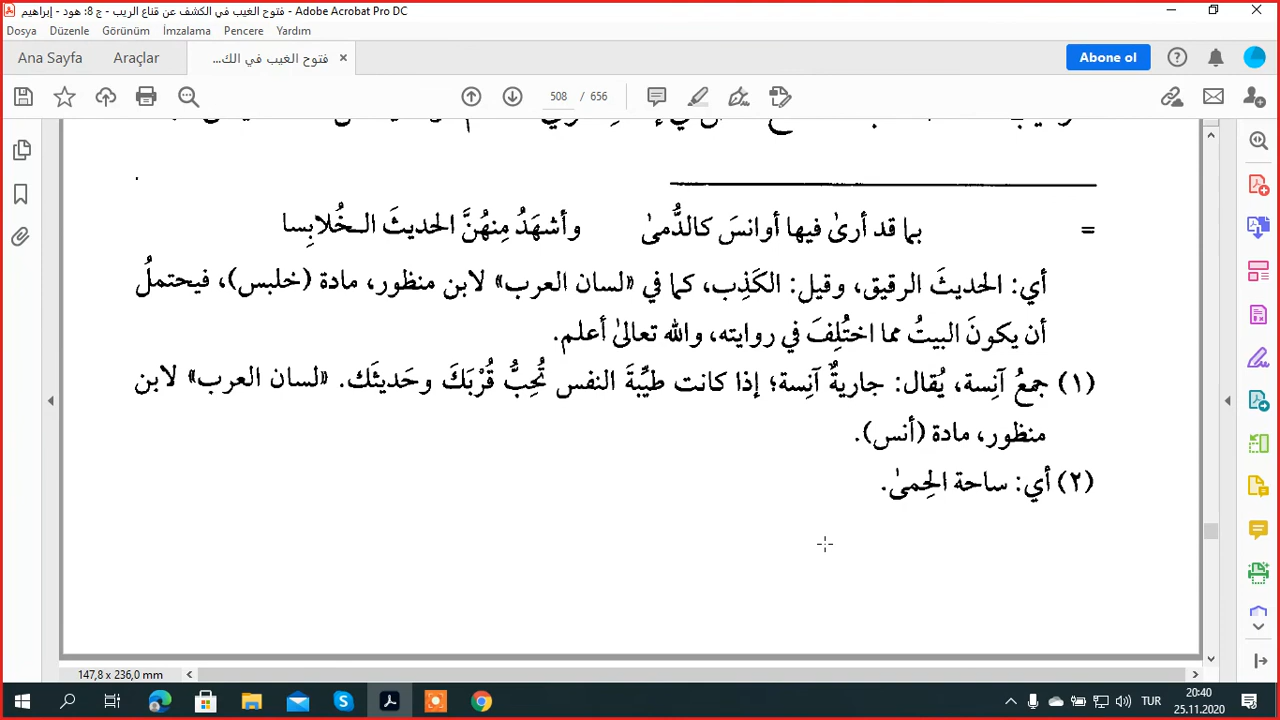 فتوح الغيب في الكشف عن قناع الريب - ج 8: هود - إبراهيم - Adobe Acrobat Pro DC
Dosya Düzenle Görünüm İmzalama Pencere Yardım
Ana Sayfa Araçlar فتوح الغيب في الك... × Abone ol
508 / 656
= بما قد أرىٰ فيها أوانسَ كالدُّمىٰ وأشهَدُ مِنهُنَّ الحديثَ الـخُلابِسا
أي: الحديثَ الرقيق، وقيل: الكَذِب، كما في «لسان العرب» لابن منظور، مادة (خلبس)، فيحتملُ
أن يكونَ البيتُ مما اختُلِفَ في روايته، والله تعالىٰ أعلم.
(١) جمعُ آنِسة، يُقال: جاريةٌ آنِسة؛ إذا كانت طيِّبةَ النفس تُحِبُّ قُرْبَكَ وحَديثَك. «لسان العرب» لابن
منظور، مادة (أنس).
(٢) أي: ساحة الحِمىٰ.
147,8 x 236,0 mm
TUR
20:40
25.11.2020